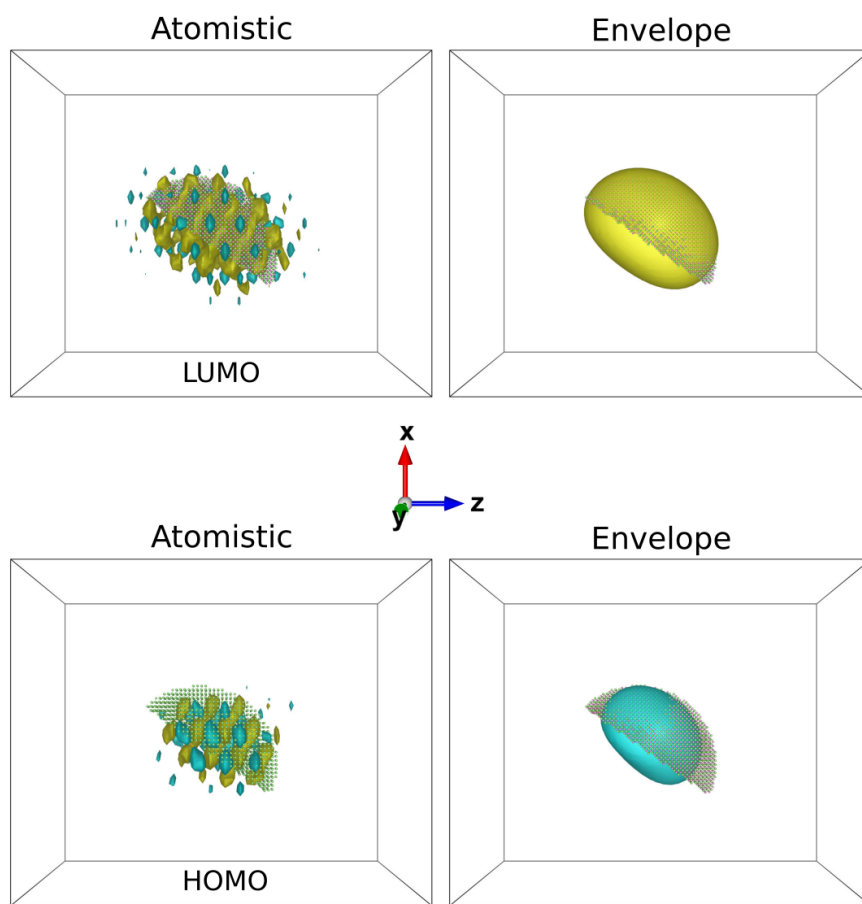 Atomistic
Envelope
LUMO
x
y
z
Atomistic
Envelope
HOMO